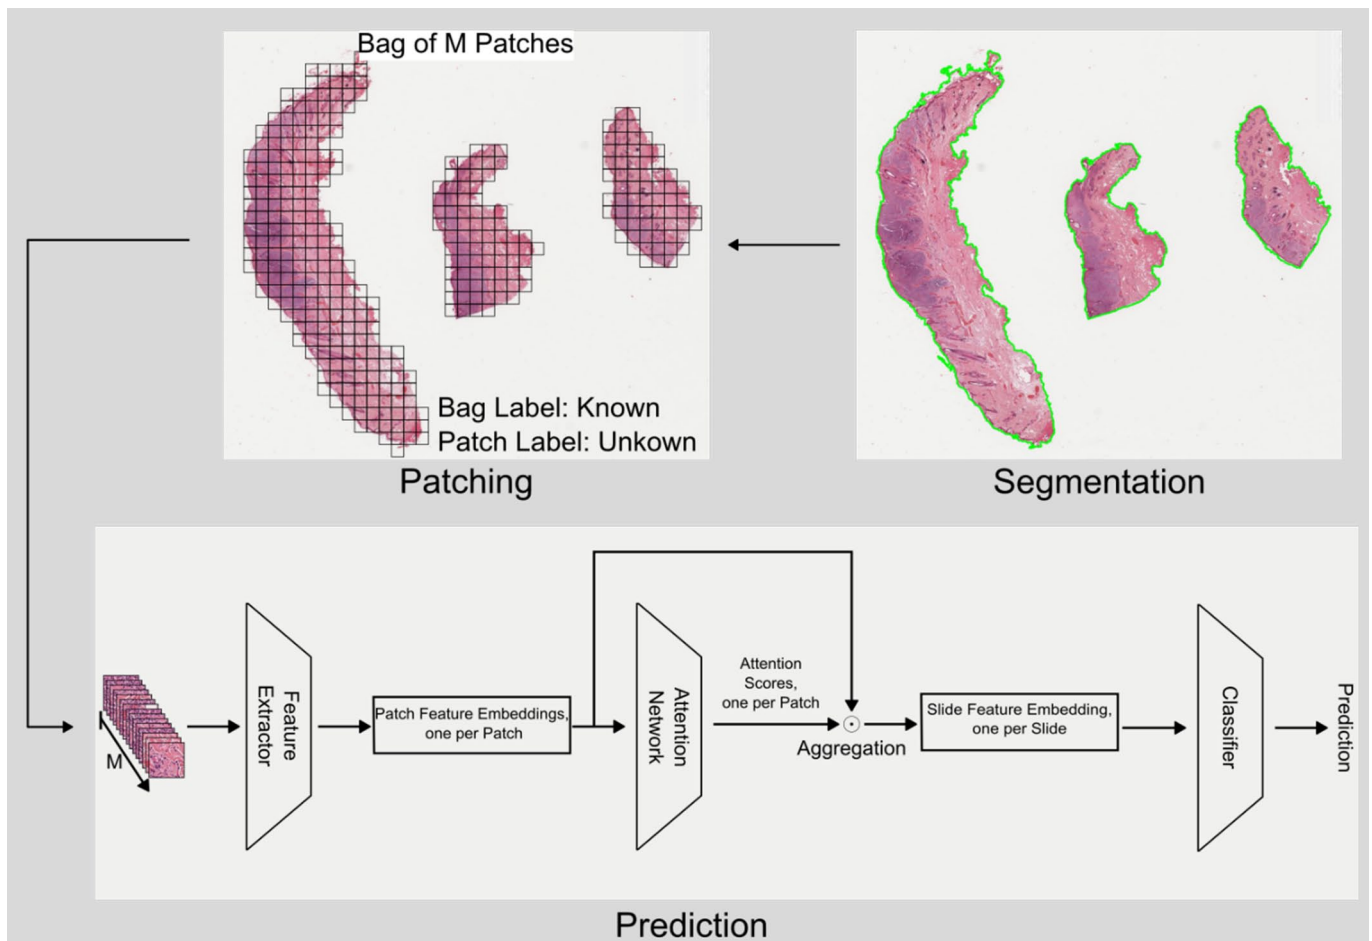 Bag of M Patches
Bag Label: Known
Patch Label: Unkown
Patching
Segmentation
M
Feature
Extractor
Patch Feature Embeddings,
one per Patch
Attention
Network
Attention
Scores,
one per Patch
Aggregation
Slide Feature Embedding,
one per Slide
Classifier
Prediction
Prediction